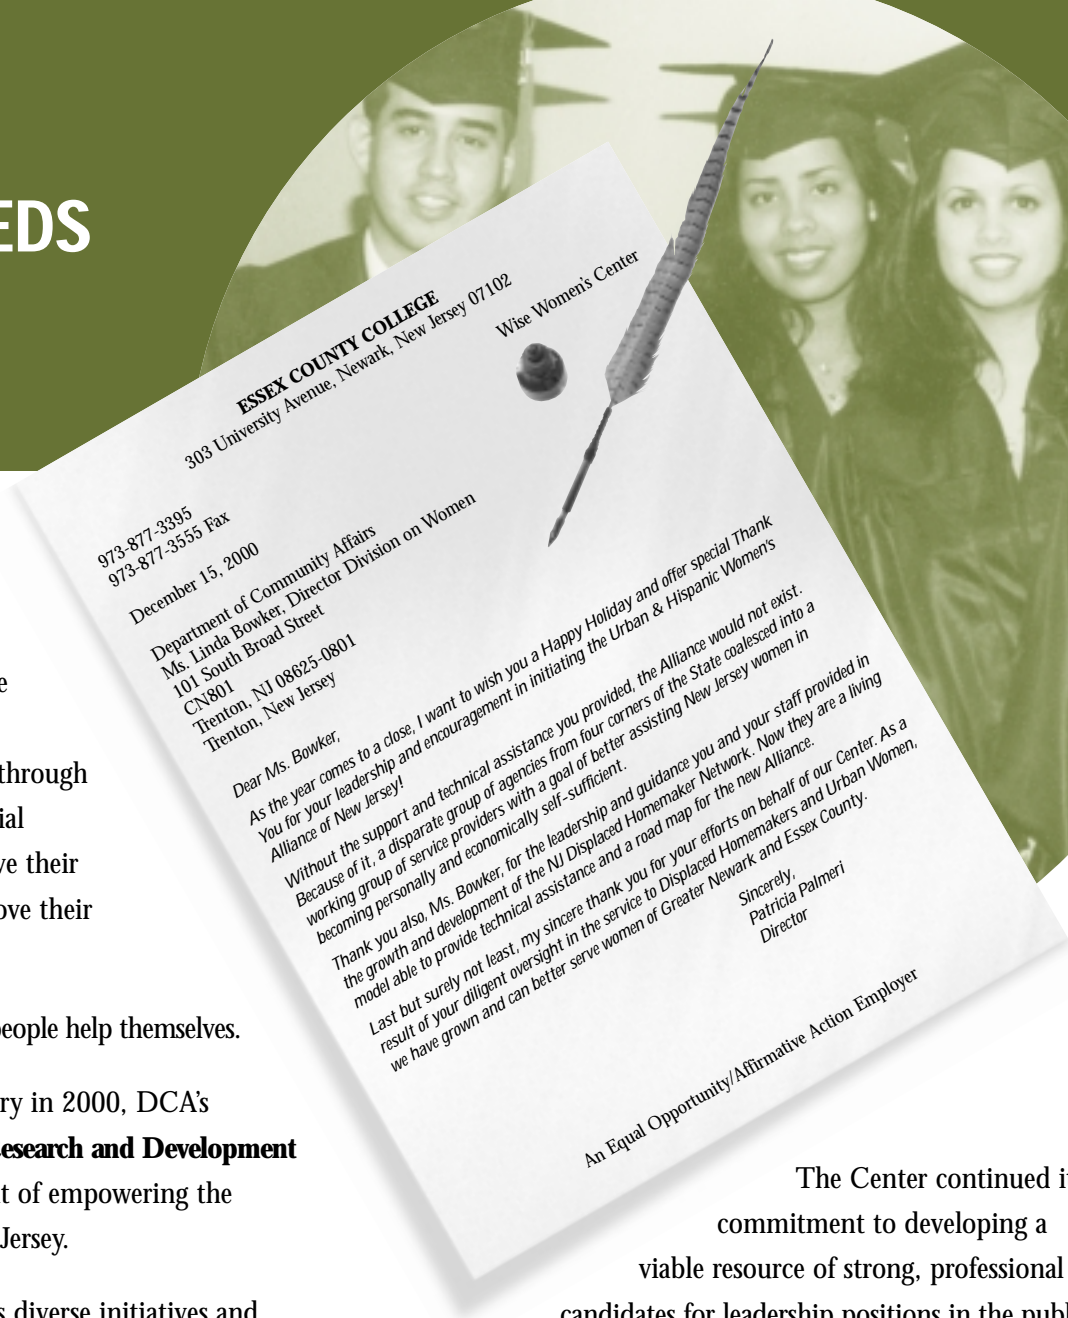 EDS
ESSEX COUNTY COLLEGE
303 University Avenue, Newark, New Jersey 07102
Wise Women's Center
973-877-3395
973-877-3555 Fax
December 15, 2000
Department of Community Affairs
Ms. Linda Bowker, Director Division on Women
101 South Broad Street
CN801
Trenton, NJ 08625-0801
Trenton, New Jersey
Dear Ms. Bowker,
As the year comes to a close, I want to wish you a Happy Holiday and offer special Thank
You for your leadership and encouragement in initiating the Urban & Hispanic Women's
Alliance of New Jersey!
Without the support and technical assistance you provided, the Alliance would not exist.
Because of it, a disparate group of agencies from four corners of the State coalesced into a
working group of service providers with a goal of better assisting New Jersey women in
becoming personally and economically self-sufficient.
Thank you also, Ms. Bowker, for the leadership and guidance you and your staff provided in
the growth and development of the NJ Displaced Homemaker Network. Now they are a living
model able to provide technical assistance and a road map for the new Alliance.
Last but surely not least, my sincere thank you for your efforts on behalf of our Center. As a
result of your diligent oversight in the service to Displaced Homemakers and Urban Women,
we have grown and can better serve women of Greater Newark and Essex County.
Sincerely,
Patricia Palmeri
Director
An Equal Opportunity/Affirmative Action Employer
e
through
ial
ve their
ove their
people help themselves.
ry in 2000, DCA's
esearch and Development
t of empowering the
Jersey.
s diverse initiatives and
The Center continued it
commitment to developing a
viable resource of strong, professional
candidates for leadership positions in the publ